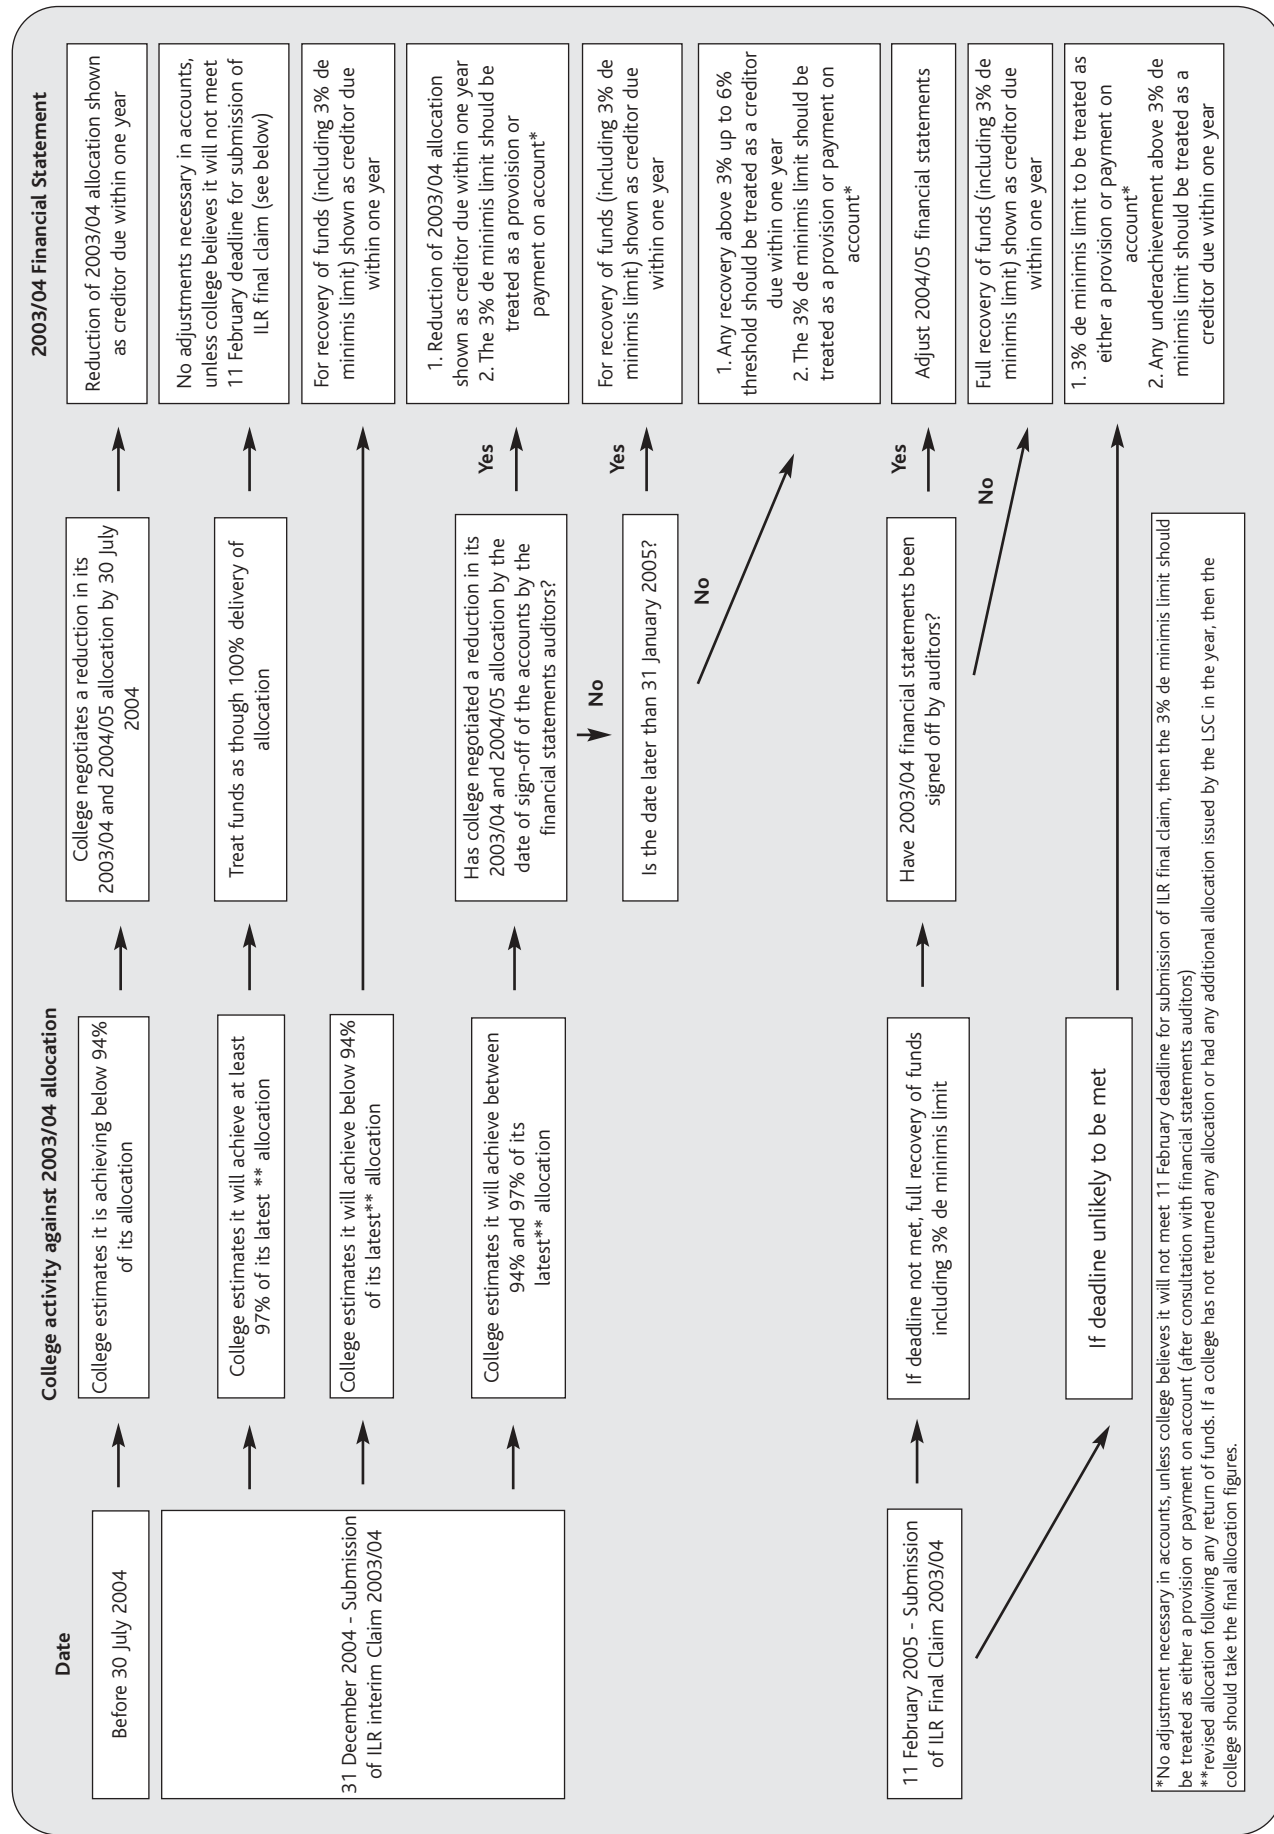 Date
College activity against 2003/04 allocation
2003/04 Financial Statement
Before 30 July 2004
College estimates it is achieving below 94%
of its allocation
College negotiates a reduction in its
2003/04 and 2004/05 allocation by 30 July
2004
Reduction of 2003/04 allocation shown
as creditor due within one year
31 December 2004 - Submission
of ILR interim Claim 2003/04
College estimates it will achieve at least
97% of its latest ** allocation
Treat funds as though 100% delivery of
allocation
No adjustments necessary in accounts,
unless college believes it will not meet
11 February deadline for submission of
ILR final claim (see below)
College estimates it will achieve below 94%
of its latest** allocation
For recovery of funds (including 3% de
minimis limit) shown as creditor due
within one year
College estimates it will achieve between
94% and 97% of its
latest** allocation
Has college negotiated a reduction in its
2003/04 and 2004/05 allocation by the
date of sign-off of the accounts by the
financial statements auditors?
Yes
1. Reduction of 2003/04 allocation
shown as creditor due within one year
2. The 3% de minimis limit should be
treated as a provoision or
payment on account*
No
Is the date later than 31 January 2005?
Yes
For recovery of funds (including 3% de
minimis limit) shown as creditor due
within one year
No
1. Any recovery above 3% up to 6%
threshold should be treated as a creditor
due within one year
2. The 3% de minimis limit should be
treated as a provision or payment on
account*
11 February 2005 - Submission
of ILR Final Claim 2003/04
If deadline not met, full recovery of funds
including 3% de minimis limit
Have 2003/04 financial statements been
signed off by auditors?
Yes
Adjust 2004/05 financial statements
No
Full recovery of funds (including 3% de
minimis limit) shown as creditor due
within one year
If deadline unlikely to be met
1. 3% de minimis limit to be treated as
either a provision or payment on
account*
2. Any underachievement above 3% de
minimis limit should be treated as a
creditor due within one year
*No adjustment necessary in accounts, unless college believes it will not meet 11 February deadline for submission of ILR final claim, then the 3% de minimis limit should
be treated as either a provision or payment on account (after consultation with financial statements auditors)
**revised allocation following any return of funds. If a college has not returned any allocation or had any additional allocation issued by the LSC in the year, then the
college should take the final allocation figures.